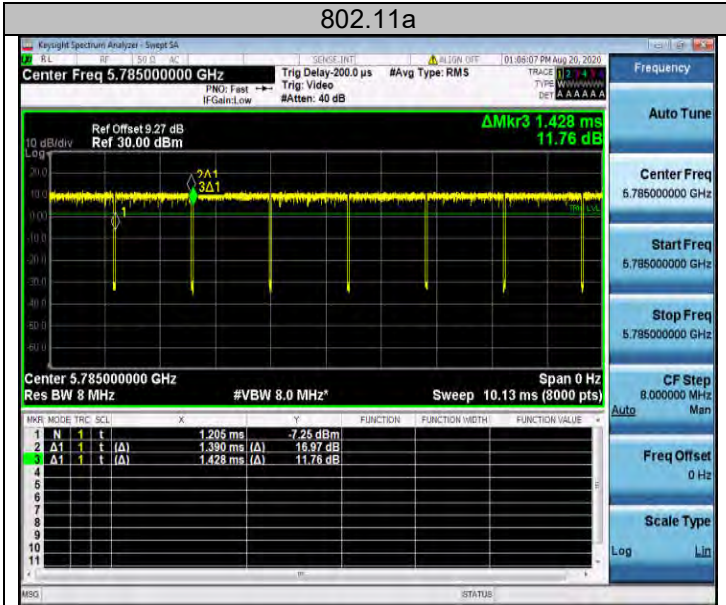 802.11a
Keysight Spectrum Analyzer - Swept SA
RL RF 50 Ω AC SENSE:INT ALIGN OFF 01:06:07 PM Aug 20, 2020
Center Freq 5.785000000 GHz
PNO: Fast
IFGain:Low
Trig Delay-200.0 µs
Trig: Video
#Atten: 40 dB
#Avg Type: RMS
TRACE 1 2 3 4 5 6
TYPE WWWWWW
DET A A A A A A
ΔMkr3 1.428 ms
11.76 dB
Ref Offset 9.27 dB
10 dB/div Ref 30.00 dBm
Log
20.0
10.0
0.00
-10.0
-20.0
-30.0
-40.0
-50.0
-60.0
2Δ1
3Δ1
1
TRIG LVL
Center 5.785000000 GHz Span 0 Hz
Res BW 8 MHz #VBW 8.0 MHz* Sweep 10.13 ms (8000 pts)
MKR MODE TRC SCL X Y FUNCTION FUNCTION WIDTH FUNCTION VALUE
1 N 1 t 1.205 ms -7.25 dBm
2 Δ1 1 t (Δ) 1.390 ms (Δ) 16.97 dB
3 Δ1 1 t (Δ) 1.428 ms (Δ) 11.76 dB
4
5
6
7
8
9
10
11
MSG STATUS
Frequency
Auto Tune
Center Freq
5.785000000 GHz
Start Freq
5.785000000 GHz
Stop Freq
5.785000000 GHz
CF Step
8.000000 MHz
Auto Man
Freq Offset
0 Hz
Scale Type
Log Lin